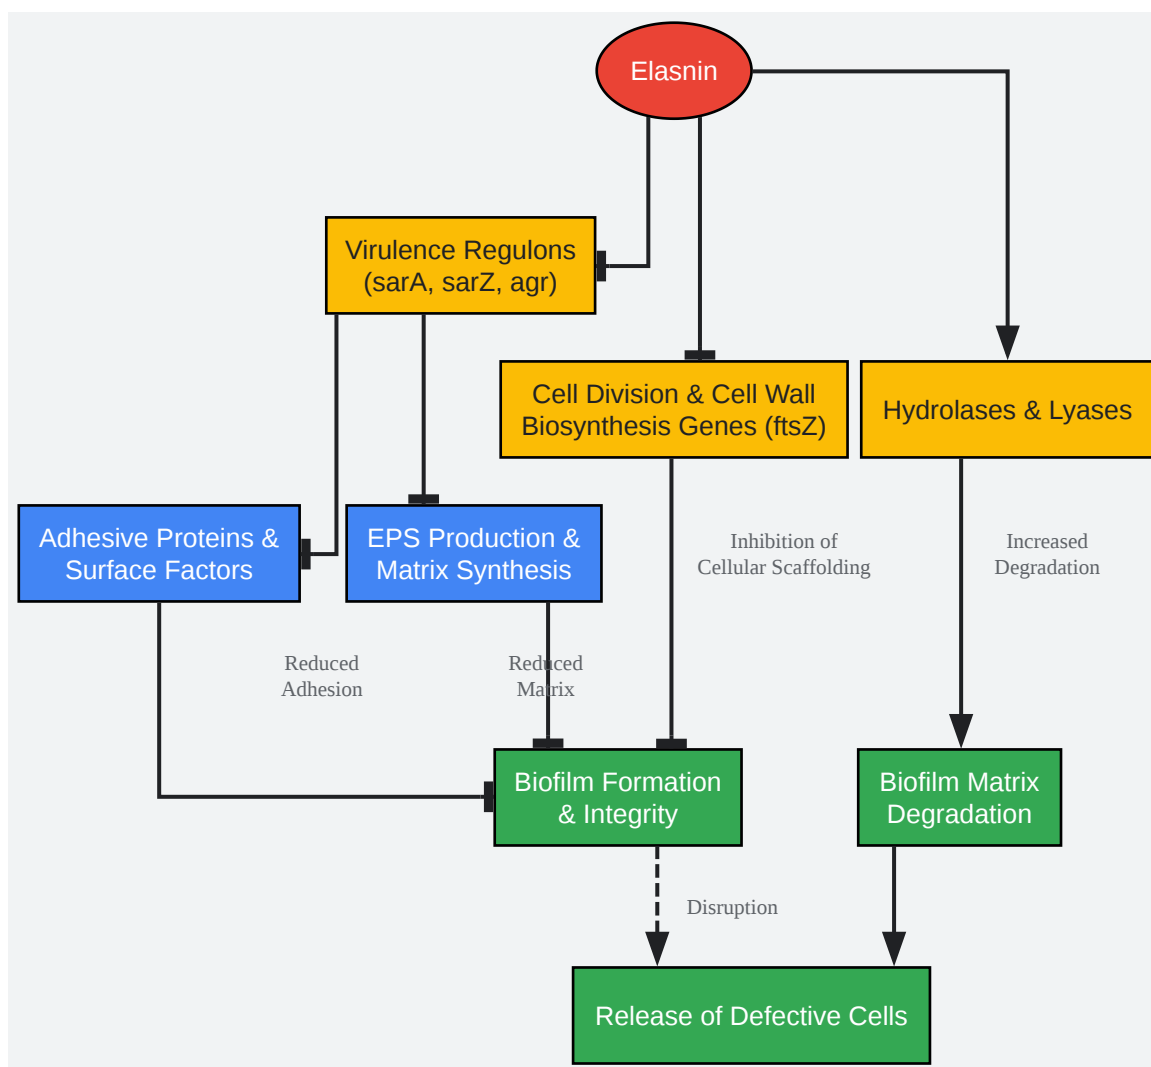 Elasnin
Virulence Regulons
(sarA, sarZ, agr)
Cell Division & Cell Wall
Biosynthesis Genes (ftsZ)
Hydrolases & Lyases
Adhesive Proteins &
Surface Factors
EPS Production &
Matrix Synthesis
Inhibition of
Cellular Scaffolding
Increased
Degradation
Reduced
Adhesion
Reduced
Matrix
Biofilm Formation
& Integrity
Biofilm Matrix
Degradation
Disruption
Release of Defective Cells